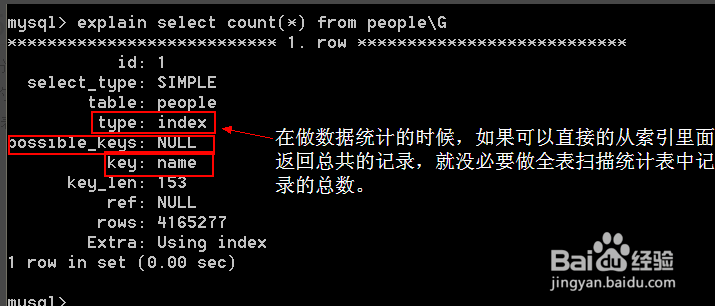 mysql> explain select count(*) from people\G
*************************** 1. row ***************************
id: 1
select_type: SIMPLE
table: people
type: index
possible_keys: NULL
key: name
key_len: 153
ref: NULL
rows: 4165277
Extra: Using index
1 row in set (0.00 sec)
mysql>
在做数据统计的时候，如果可以直接的从索引里面
返回总共的记录，就没必要做全表扫描统计表中记
录的总数。
Bai du 经验
jingyan.baidu.com